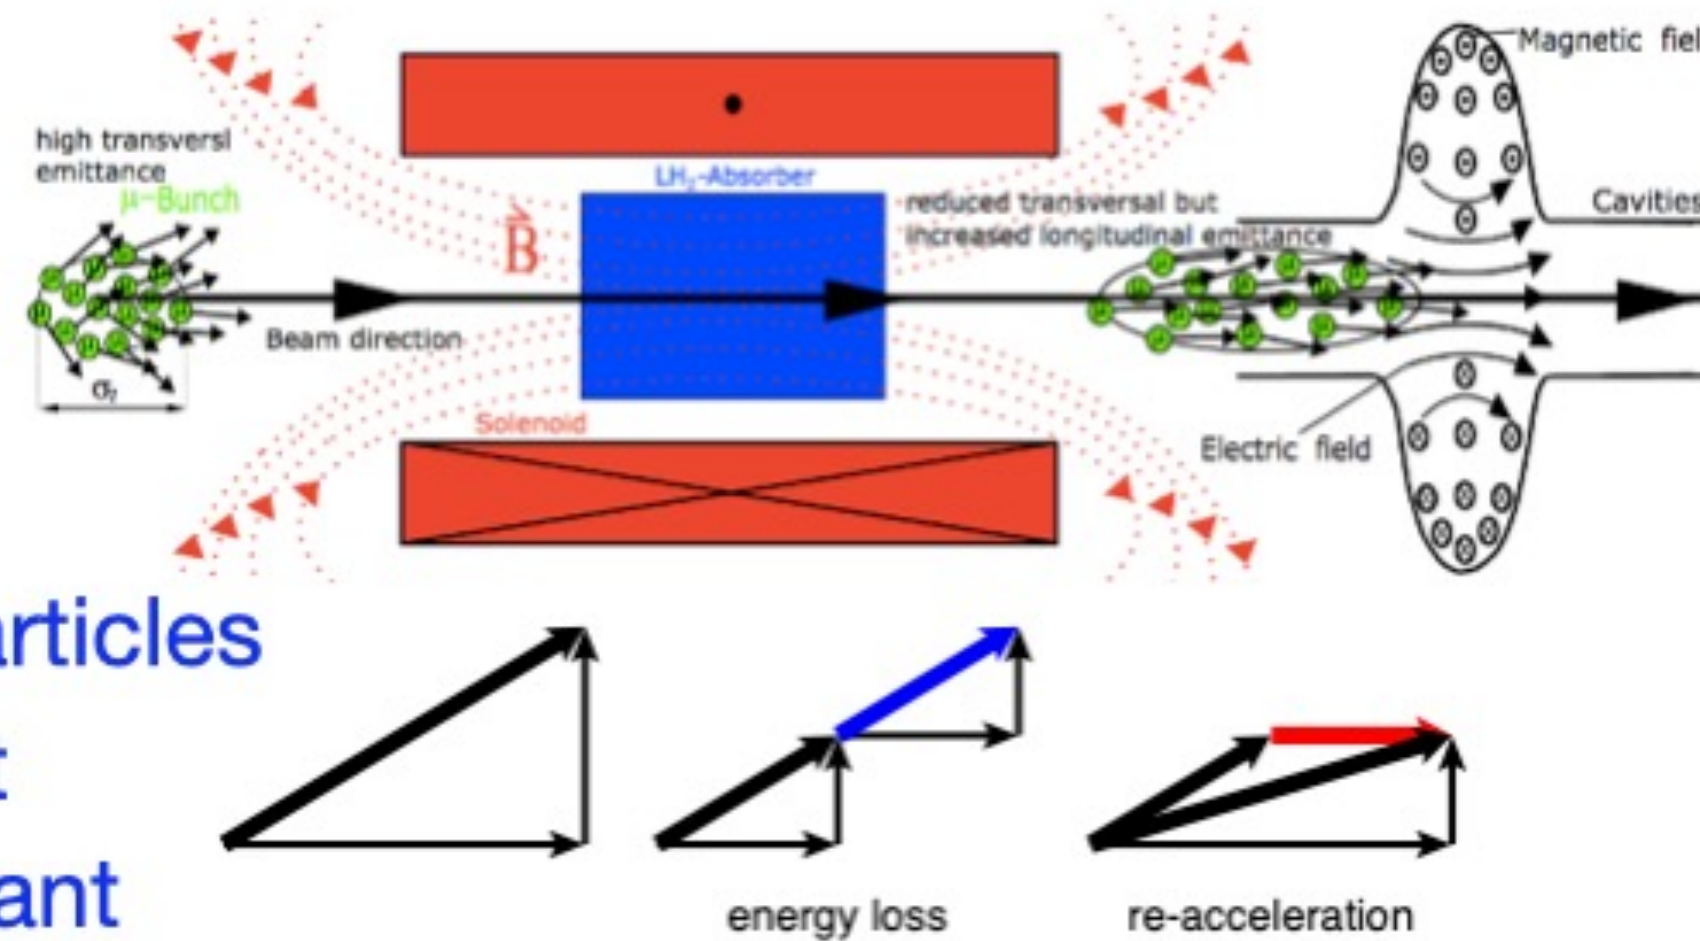 Magnetic fiel
high transversl
emittance
μ-Bunch
LH₂-Absorber
B
reduced transversal but
increased longitudinal emittance
Cavities
Beam direction
Solenoid
Electric field
articles
t
ant
energy loss
re-acceleration